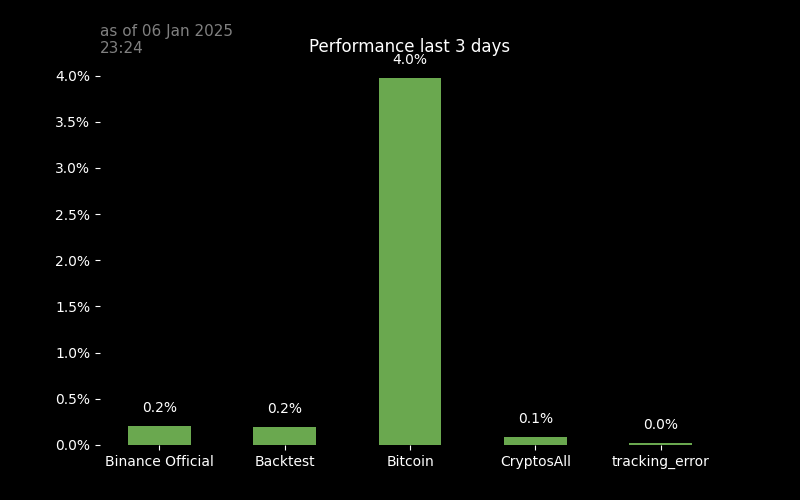 as of 06 Jan 2025
23:24
Performance last 3 days
4.0%
4.0%
3.5%
3.0%
2.5%
2.0%
1.5%
1.0%
0.5%
0.0%
0.2%
0.2%
0.1%
0.0%
Binance Official
Backtest
Bitcoin
CryptosAll
tracking_error